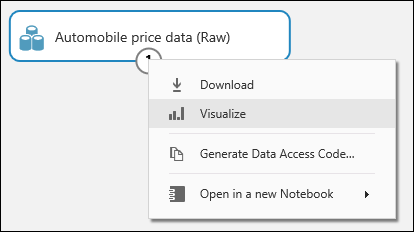 Automobile price data (Raw)
1
Download
Visualize
Generate Data Access Code...
Open in a new Notebook